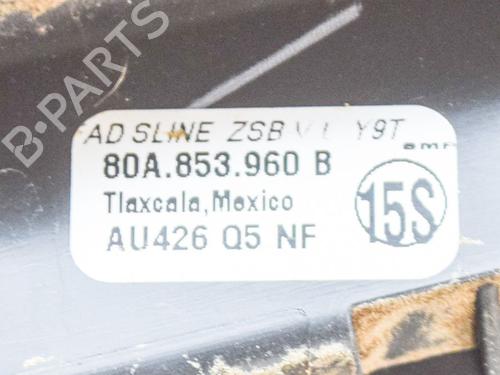 B-PARTS
AD SLINE ZSB V L Y9T
80A.853.960 B
Tlaxcala, Mexico
15S
AU426 Q5 NF